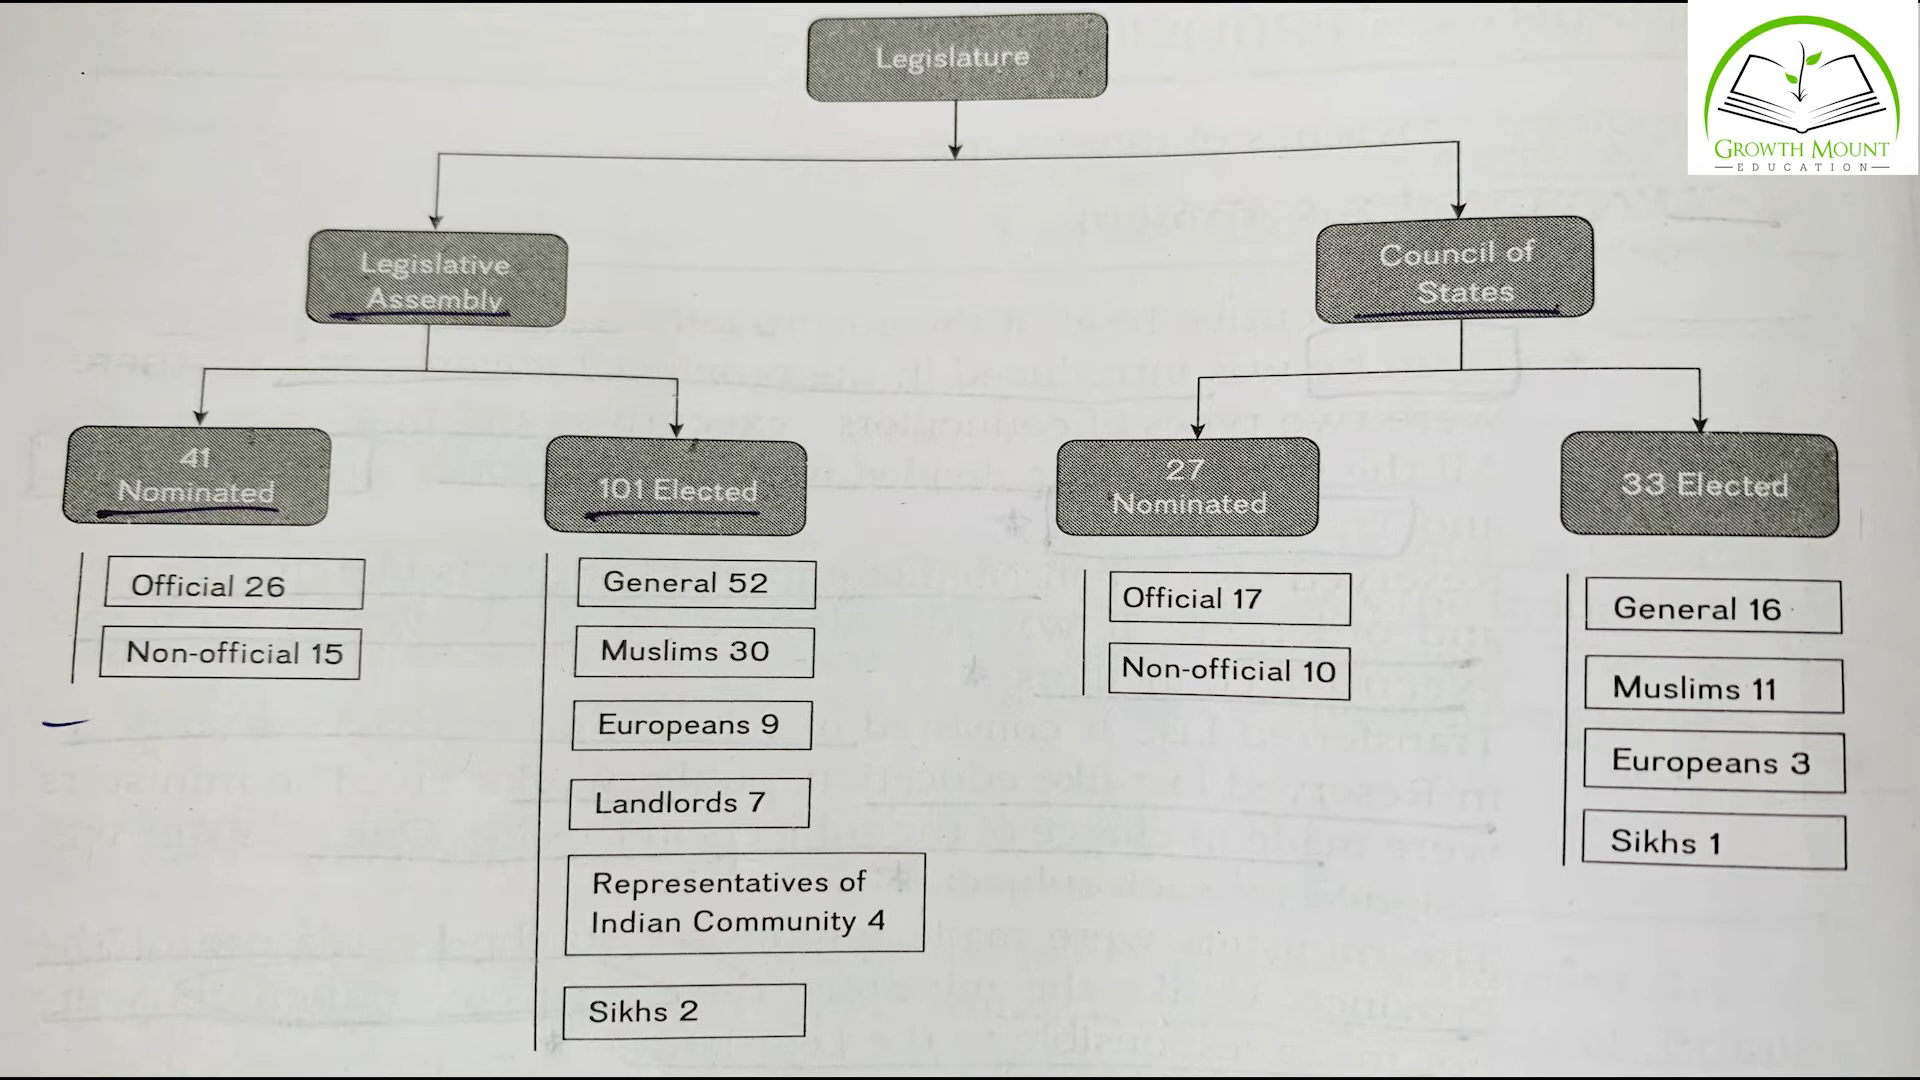 Legislature
GROWTH MOUNT
EDUCATION
Legislative
Assembly
Council of
States
41
Nominated
101 Elected
27
Nominated
33 Elected
Official 26
Non-official 15
General 52
Muslims 30
Europeans 9
Landlords 7
Representatives of
Indian Community 4
Sikhs 2
Official 17
Non-official 10
General 16
Muslims 11
Europeans 3
Sikhs 1